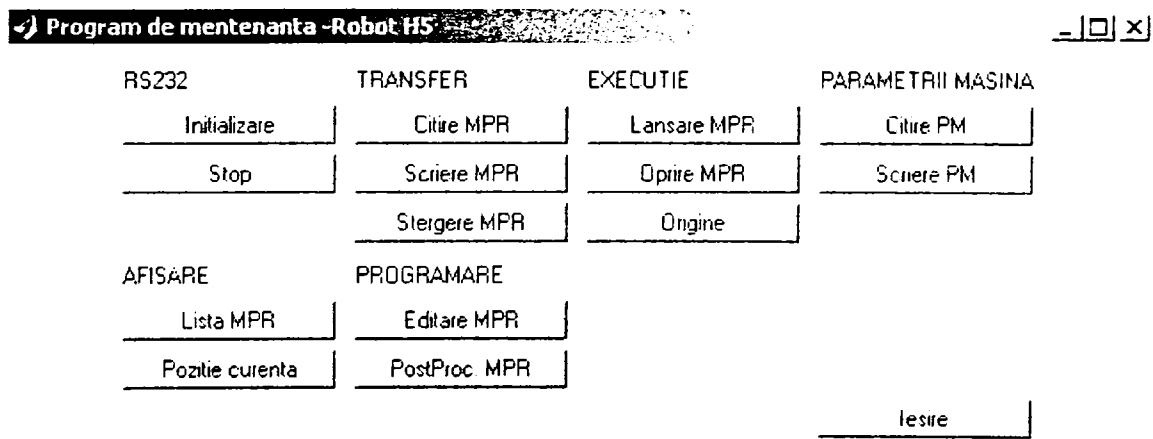 Program de mentenanta -Robot H5
RS232 TRANSFER EXECUTIE PARAMETRII MASINA
Initializare Citire MPR Lansare MPR Citire PM
Stop Scriere MPR Oprire MPR Scriere PM
Stergere MPR Origine
AFISARE PROGRAMARE
Lista MPR Editare MPR
Pozitie curenta PostProc. MPR
Iesire